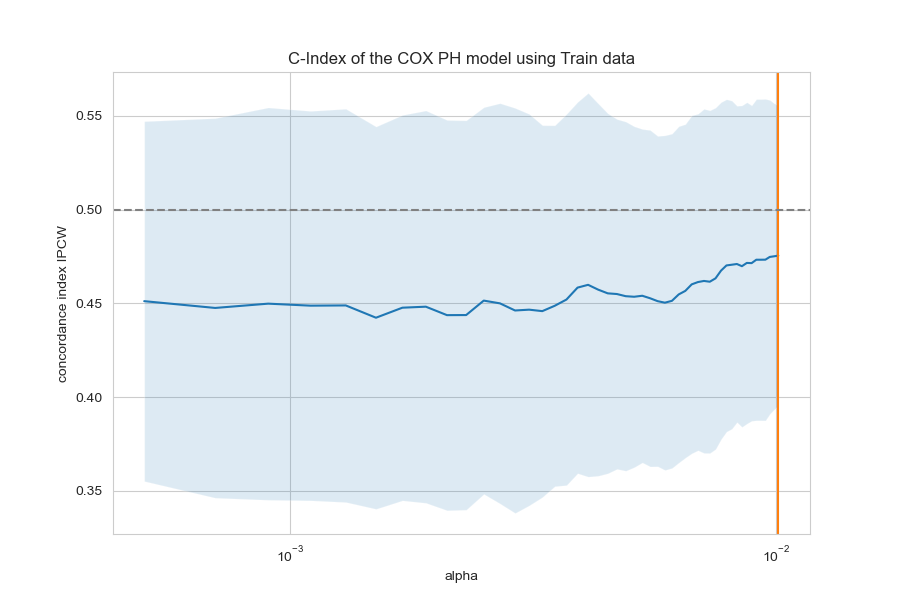 C-Index of the COX PH model using Train data
concordance index IPCW
0.55
0.50
0.45
0.40
0.35
10⁻³
10⁻²
alpha